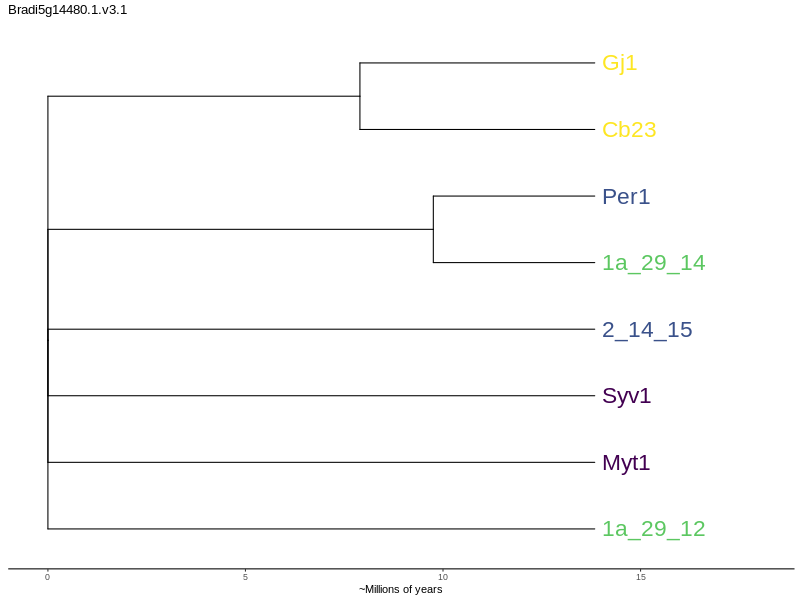 Bradi5g14480.1.v3.1
Gj1
Cb23
Per1
1a_29_14
2_14_15
Syv1
Myt1
1a_29_12
0 5 10 15
~Millions of years